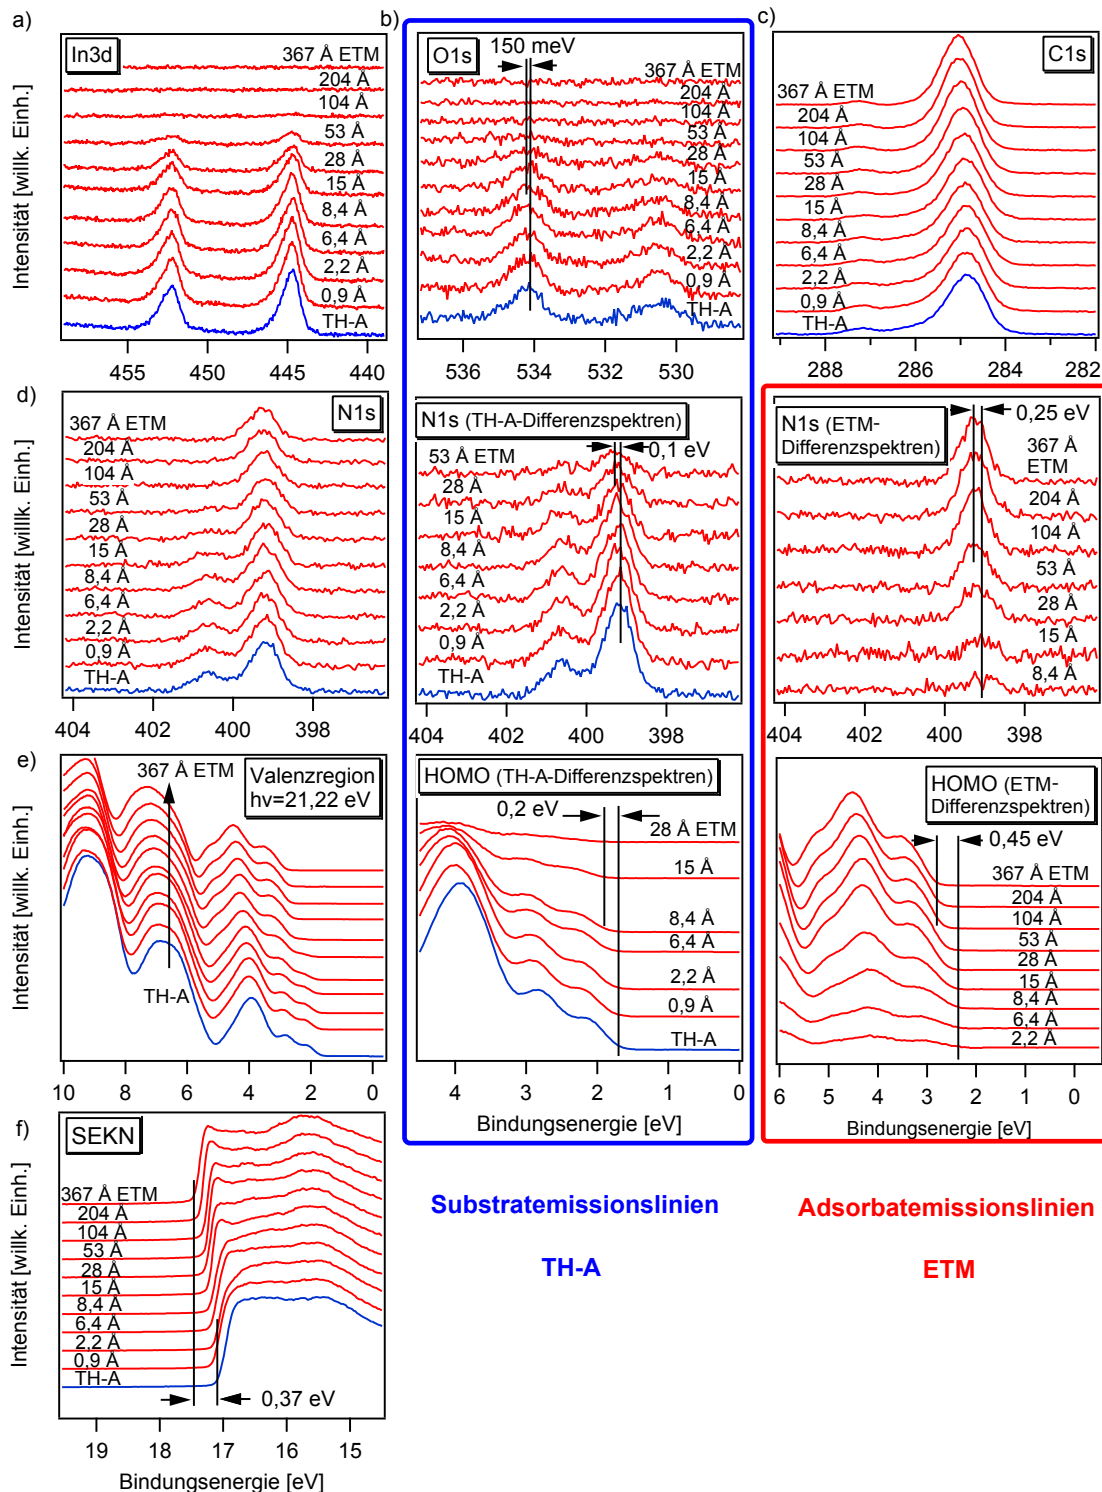 a)
In3d
367 Å ETM
204 Å
104 Å
53 Å
28 Å
15 Å
8,4 Å
6,4 Å
2,2 Å
0,9 Å
TH-A
Intensität [willk. Einh.]
455 450 445 440
b)
150 meV
O1s
367 Å ETM
204 Å
104 Å
53 Å
28 Å
15 Å
8,4 Å
6,4 Å
2,2 Å
0,9 Å
TH-A
536 534 532 530
c)
C1s
367 Å ETM
204 Å
104 Å
53 Å
28 Å
15 Å
8,4 Å
6,4 Å
2,2 Å
0,9 Å
TH-A
288 286 284 282
d)
N1s
367 Å ETM
204 Å
104 Å
53 Å
28 Å
15 Å
8,4 Å
6,4 Å
2,2 Å
0,9 Å
TH-A
Intensität [willk. Einh.]
404 402 400 398
N1s (TH-A-Differenzspektren)
0,1 eV
53 Å ETM
28 Å
15 Å
8,4 Å
6,4 Å
2,2 Å
0,9 Å
TH-A
404 402 400 398
N1s (ETM-
Differenzspektren)
0,25 eV
367 Å
ETM
204 Å
104 Å
53 Å
28 Å
15 Å
8,4 Å
404 402 400 398
e)
367 Å ETM
Valenzregion
hν=21,22 eV
TH-A
Intensität [willk. Einh.]
10 8 6 4 2 0
HOMO (TH-A-Differenzspektren)
0,2 eV
28 Å ETM
15 Å
8,4 Å
6,4 Å
2,2 Å
0,9 Å
TH-A
4 3 2 1 0
Bindungsenergie [eV]
HOMO (ETM-
Differenzspektren)
0,45 eV
367 Å ETM
204 Å
104 Å
53 Å
28 Å
15 Å
8,4 Å
6,4 Å
2,2 Å
6 5 4 3 2 1 0
Bindungsenergie [eV]
f)
SEKN
367 Å ETM
204 Å
104 Å
53 Å
28 Å
15 Å
8,4 Å
6,4 Å
2,2 Å
0,9 Å
TH-A
0,37 eV
Intensität [willk. Einh.]
19 18 17 16 15
Bindungsenergie [eV]
Substratemissionslinien
TH-A
Adsorbatemissionslinien
ETM